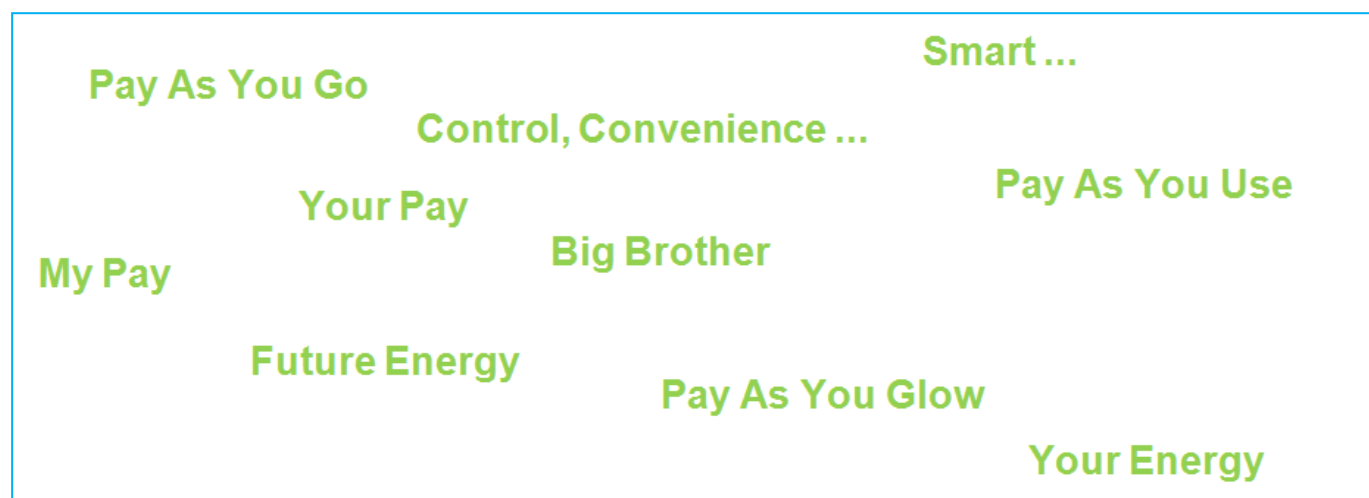 Smart ...
Pay As You Go
Control, Convenience ...
Pay As You Use
Your Pay
Big Brother
My Pay
Future Energy
Pay As You Glow
Your Energy